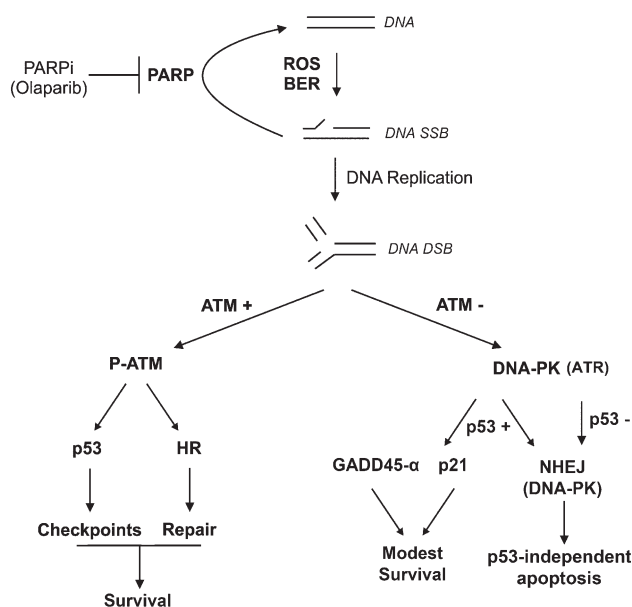 DNA
PARPi
(Olaparib)
PARP
ROS
BER
DNA SSB
DNA Replication
DNA DSB
ATM +
ATM -
P-ATM
DNA-PK (ATR)
p53
HR
p53 +
p53 -
GADD45-α
p21
NHEJ
(DNA-PK)
Checkpoints
Repair
Modest
Survival
p53-independent
apoptosis
Survival